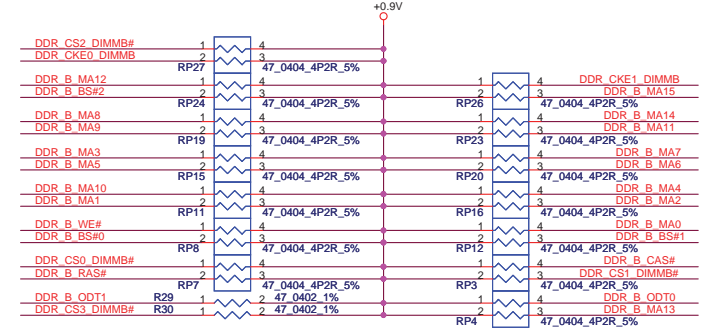 +0.9V
DDR_CS2_DIMMB# 1 4
DDR_CKE0_DIMMB 2 3
RP27 47_0404_4P2R_5%
DDR_B_MA12 1 4 1 4 DDR_CKE1_DIMMB
DDR_B_BS#2 2 3 2 3 DDR_B_MA15
RP24 47_0404_4P2R_5% RP26 47_0404_4P2R_5%
DDR_B_MA8 1 4 1 4 DDR_B_MA14
DDR_B_MA9 2 3 2 3 DDR_B_MA11
RP19 47_0404_4P2R_5% RP23 47_0404_4P2R_5%
DDR_B_MA3 1 4 1 4 DDR_B_MA7
DDR_B_MA5 2 3 2 3 DDR_B_MA6
RP15 47_0404_4P2R_5% RP20 47_0404_4P2R_5%
DDR_B_MA10 1 4 1 4 DDR_B_MA4
DDR_B_MA1 2 3 2 3 DDR_B_MA2
RP11 47_0404_4P2R_5% RP16 47_0404_4P2R_5%
DDR_B_WE# 1 4 1 4 DDR_B_MA0
DDR_B_BS#0 2 3 2 3 DDR_B_BS#1
RP8 47_0404_4P2R_5% RP12 47_0404_4P2R_5%
DDR_CS0_DIMMB# 1 4 1 4 DDR_B_CAS#
DDR_B_RAS# 2 3 2 3 DDR_CS1_DIMMB#
RP7 47_0404_4P2R_5% RP3 47_0404_4P2R_5%
DDR_B_ODT1 R29 1 2 47_0402_1% 1 4 DDR_B_ODT0
DDR_CS3_DIMMB# R30 1 2 47_0402_1% 2 3 DDR_B_MA13
RP4 47_0404_4P2R_5%